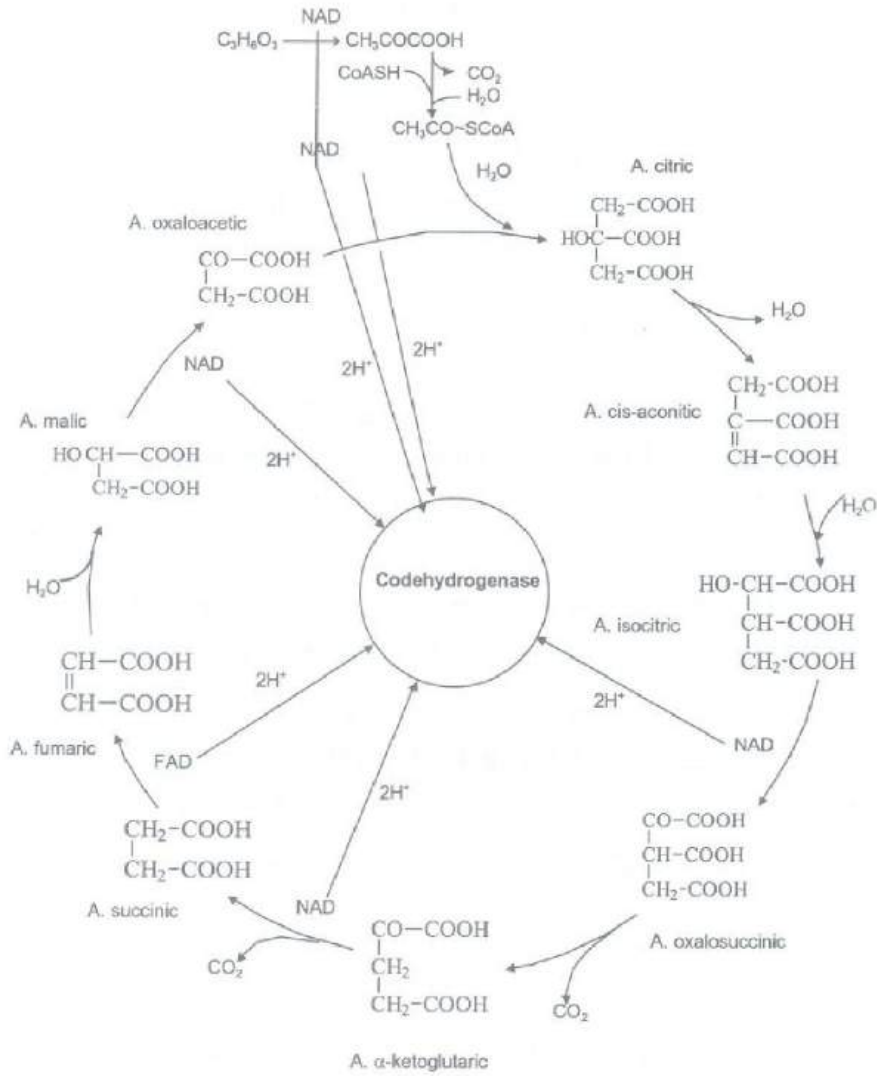 NAD
C₃H₆O₃ CH₃COCOOH
CoASH CO₂
H₂O
CH₃CO~SCoA
NAD
H₂O
A. citric
CH₂–COOH
HOC–COOH
CH₂–COOH
A. oxaloacetic
CO–COOH
CH₂–COOH
2H⁺
2H⁺
H₂O
NAD
A. cis-aconitic
CH₂–COOH
C–COOH
CH–COOH
A. malic
HO CH–COOH
CH₂–COOH
2H⁺
H₂O
Codehydrogenase
H₂O
A. isocitric
HO-CH–COOH
CH–COOH
CH₂–COOH
CH–COOH
CH–COOH
A. fumaric
2H⁺
FAD
2H⁺
NAD
2H⁺
CH₂–COOH
CH₂–COOH
A. succinic
NAD
CO–COOH
CH–COOH
CH₂–COOH
A. oxalosuccinic
CO₂
CO–COOH
CH₂
CH₂–COOH
CO₂
A. α-ketoglutaric